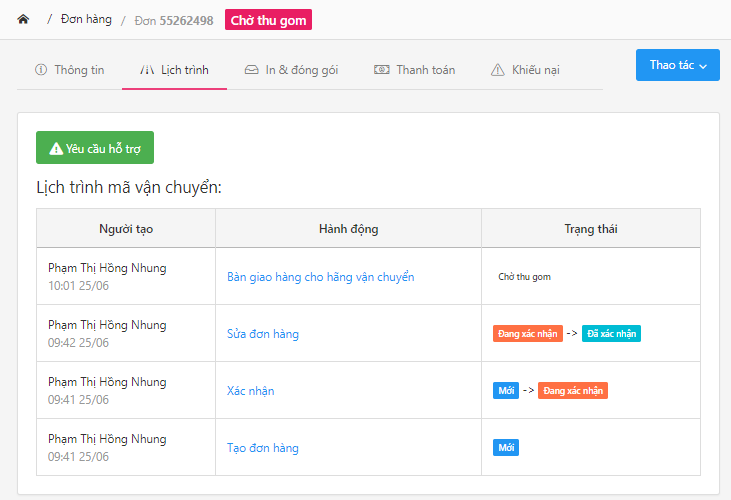 / Đơn hàng / Đơn 55262498 Chờ thu gom
Thông tin Lịch trình In & đóng gói Thanh toán Khiếu nại Thao tác
Yêu cầu hỗ trợ
Lịch trình mã vận chuyển:
Người tạo Hành động Trạng thái
Phạm Thị Hồng Nhung
10:01 25/06
Bàn giao hàng cho hãng vận chuyển
Chờ thu gom
Phạm Thị Hồng Nhung
09:42 25/06
Sửa đơn hàng
Đang xác nhận -> Đã xác nhận
Phạm Thị Hồng Nhung
09:41 25/06
Xác nhận
Mới -> Đang xác nhận
Phạm Thị Hồng Nhung
09:41 25/06
Tạo đơn hàng
Mới